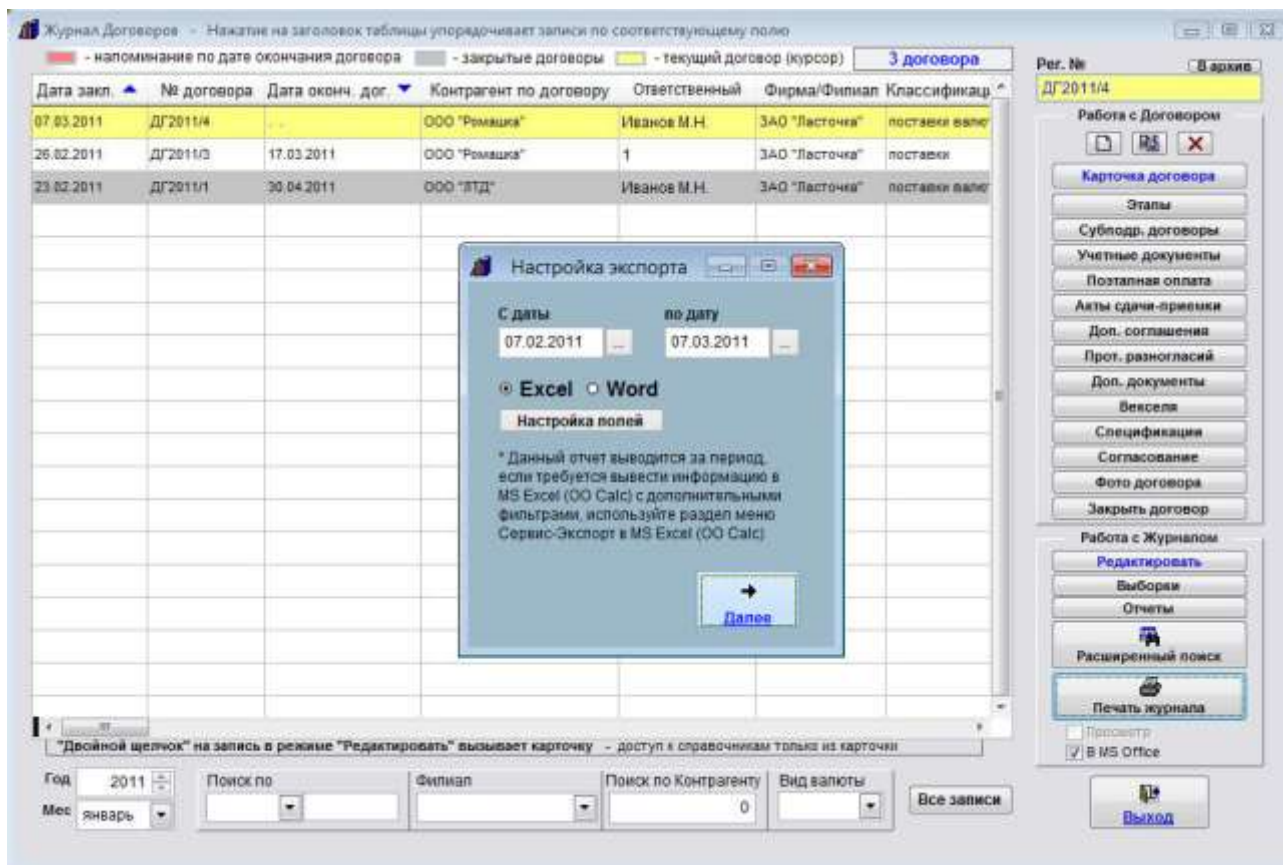 Журнал Договоров - Нажатие на заголовок таблицы упорядочивает записи по соответствующему полю
- напоминание по дате окончания договора - закрытые договоры - текущий договор (курсор) 3 договора
Дата закл. № договора Дата оконч. дог. Контрагент по договору Ответственный Фирма/Филиал Классификац
07.03.2011 ДГ2011/4 . . ООО "Ромашка" Иванов М.Н. ЗАО "Ласточка" поставки валют
26.02.2011 ДГ2011/3 17.03.2011 ООО "Ромашка" 1 ЗАО "Ласточка" поставки
23.02.2011 ДГ2011/1 30.04.2011 ООО "ЛТД" Иванов М.Н. ЗАО "Ласточка" поставки валют
Настройка экспорта
С даты по дату
07.02.2011 ... 07.03.2011 ...
Excel Word
Настройка полей
* Данный отчет выводится за период,
если требуется вывести информацию в
MS Excel (OO Calc) с дополнительными
фильтрами, используйте раздел меню
Сервис-Экспорт в MS Excel (OO Calc)
Далее
"Двойной щелчок" на запись в режиме "Редактировать" вызывает карточку - доступ к справочникам только из карточки
Год 2011 Поиск по Филиал Поиск по Контрагенту Вид валюты
Мес январь 0 Все записи
Рег. № В архив
ДГ2011/4
Работа с Договором
Карточка договора
Этапы
Субподр. договоры
Учетные документы
Поэтапная оплата
Акты сдачи-приемки
Доп. соглашения
Прот. разногласий
Доп. документы
Векселя
Спецификации
Согласование
Фото договора
Закрыть договор
Работа с Журналом
Редактировать
Выборки
Отчеты
Расширенный поиск
Печать журнала
Просмотр
В MS Office
Выход